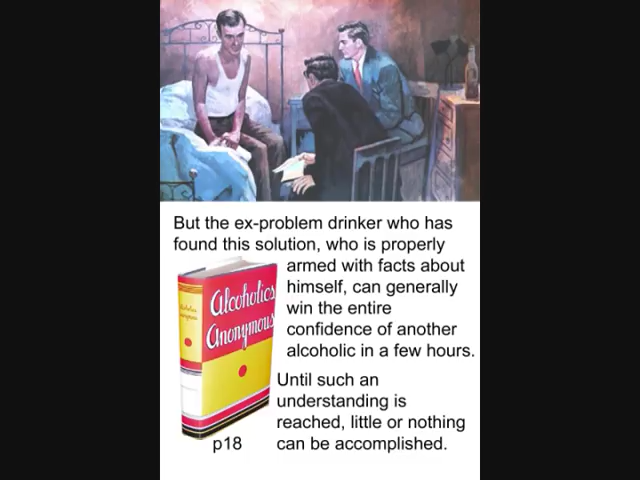 But the ex-problem drinker who has
found this solution, who is properly
armed with facts about
himself, can generally
win the entire
confidence of another
alcoholic in a few hours.
Until such an
understanding is
reached, little or nothing
can be accomplished.
Alcoholics
Anonymous
p18